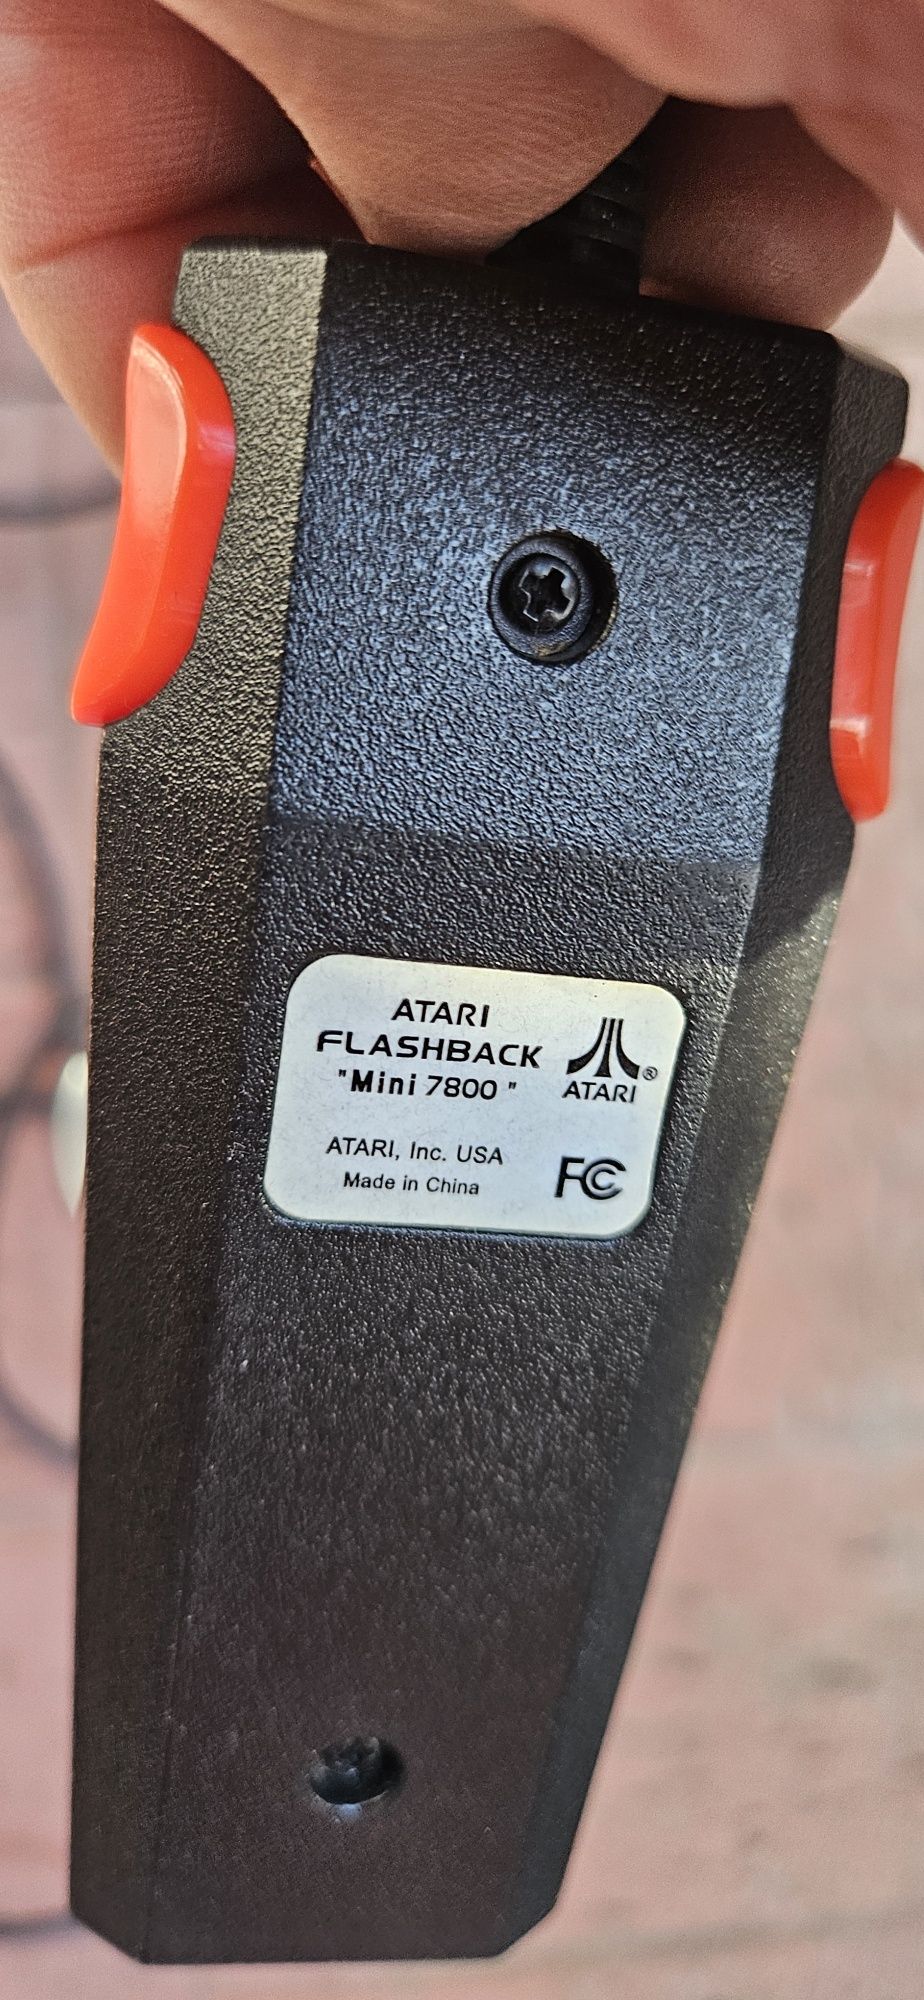 ATARI
FLASHBACK
"Mini 7800 "
ATARI®
ATARI, Inc. USA
Made in China
FC